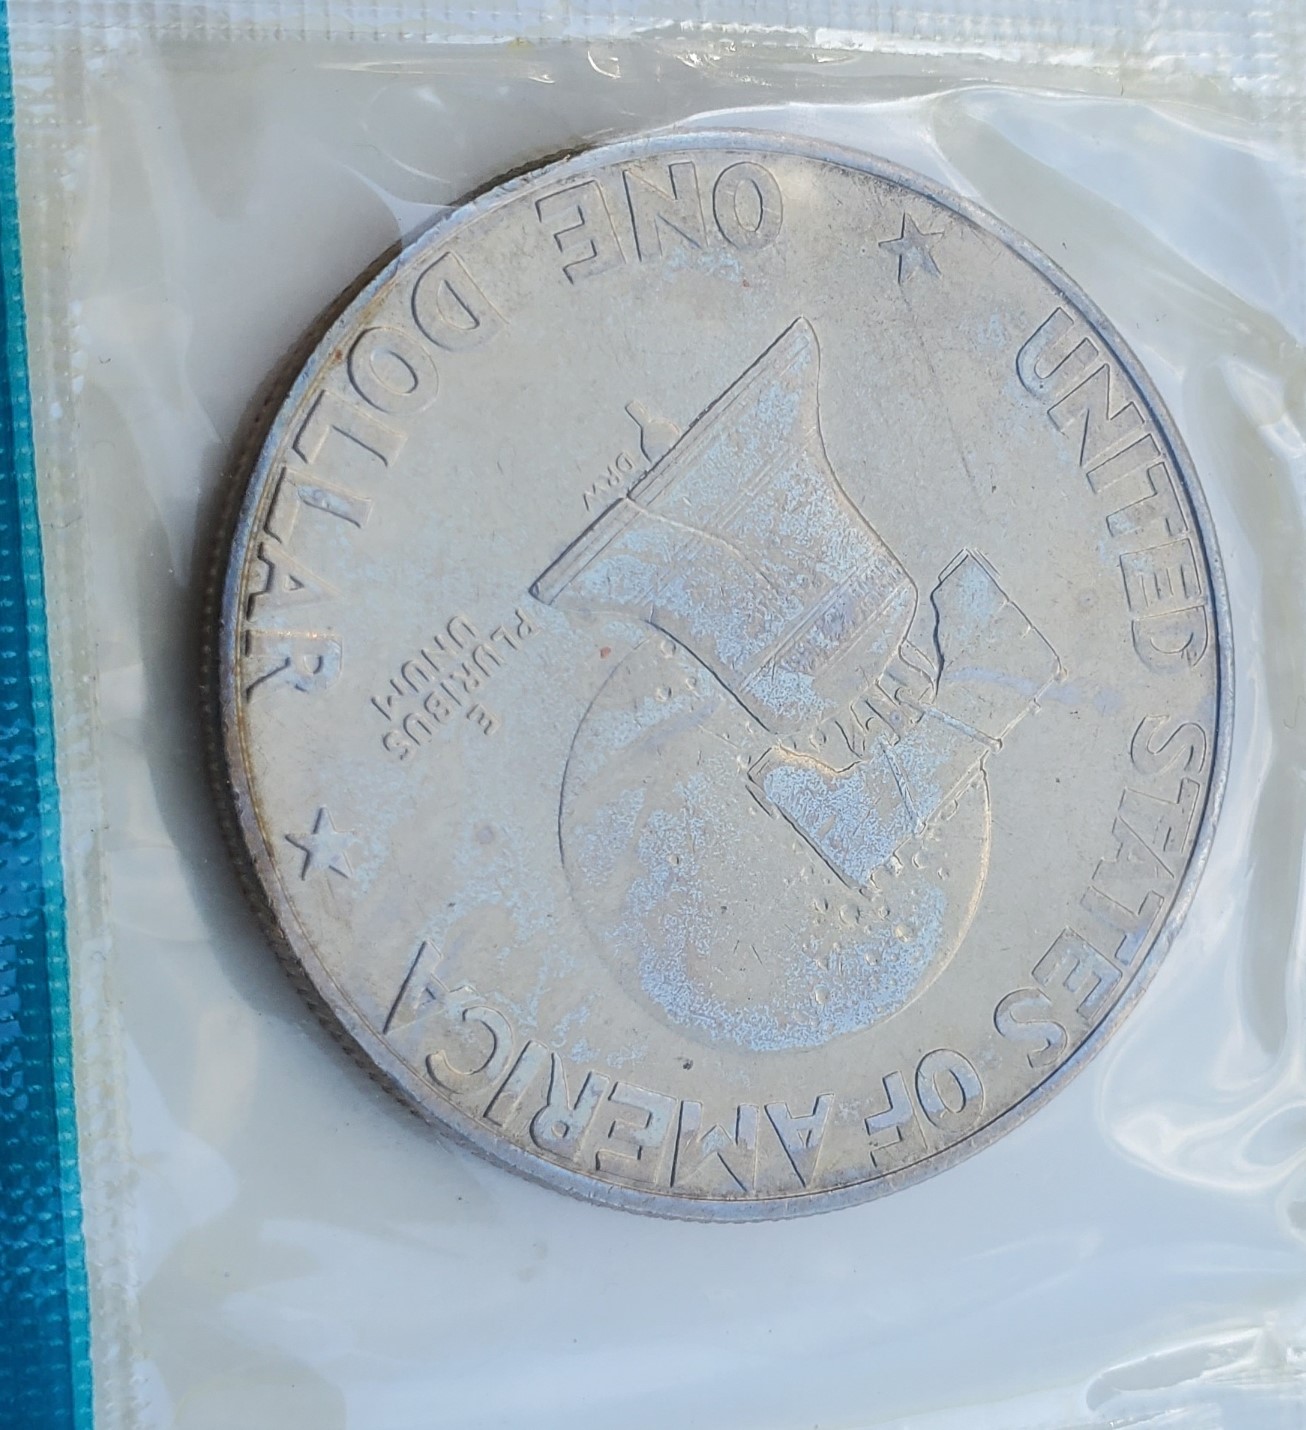 UNITED STATES OF AMERICA
E
PLURIBUS
UNUM
DRW
ONE DOLLAR